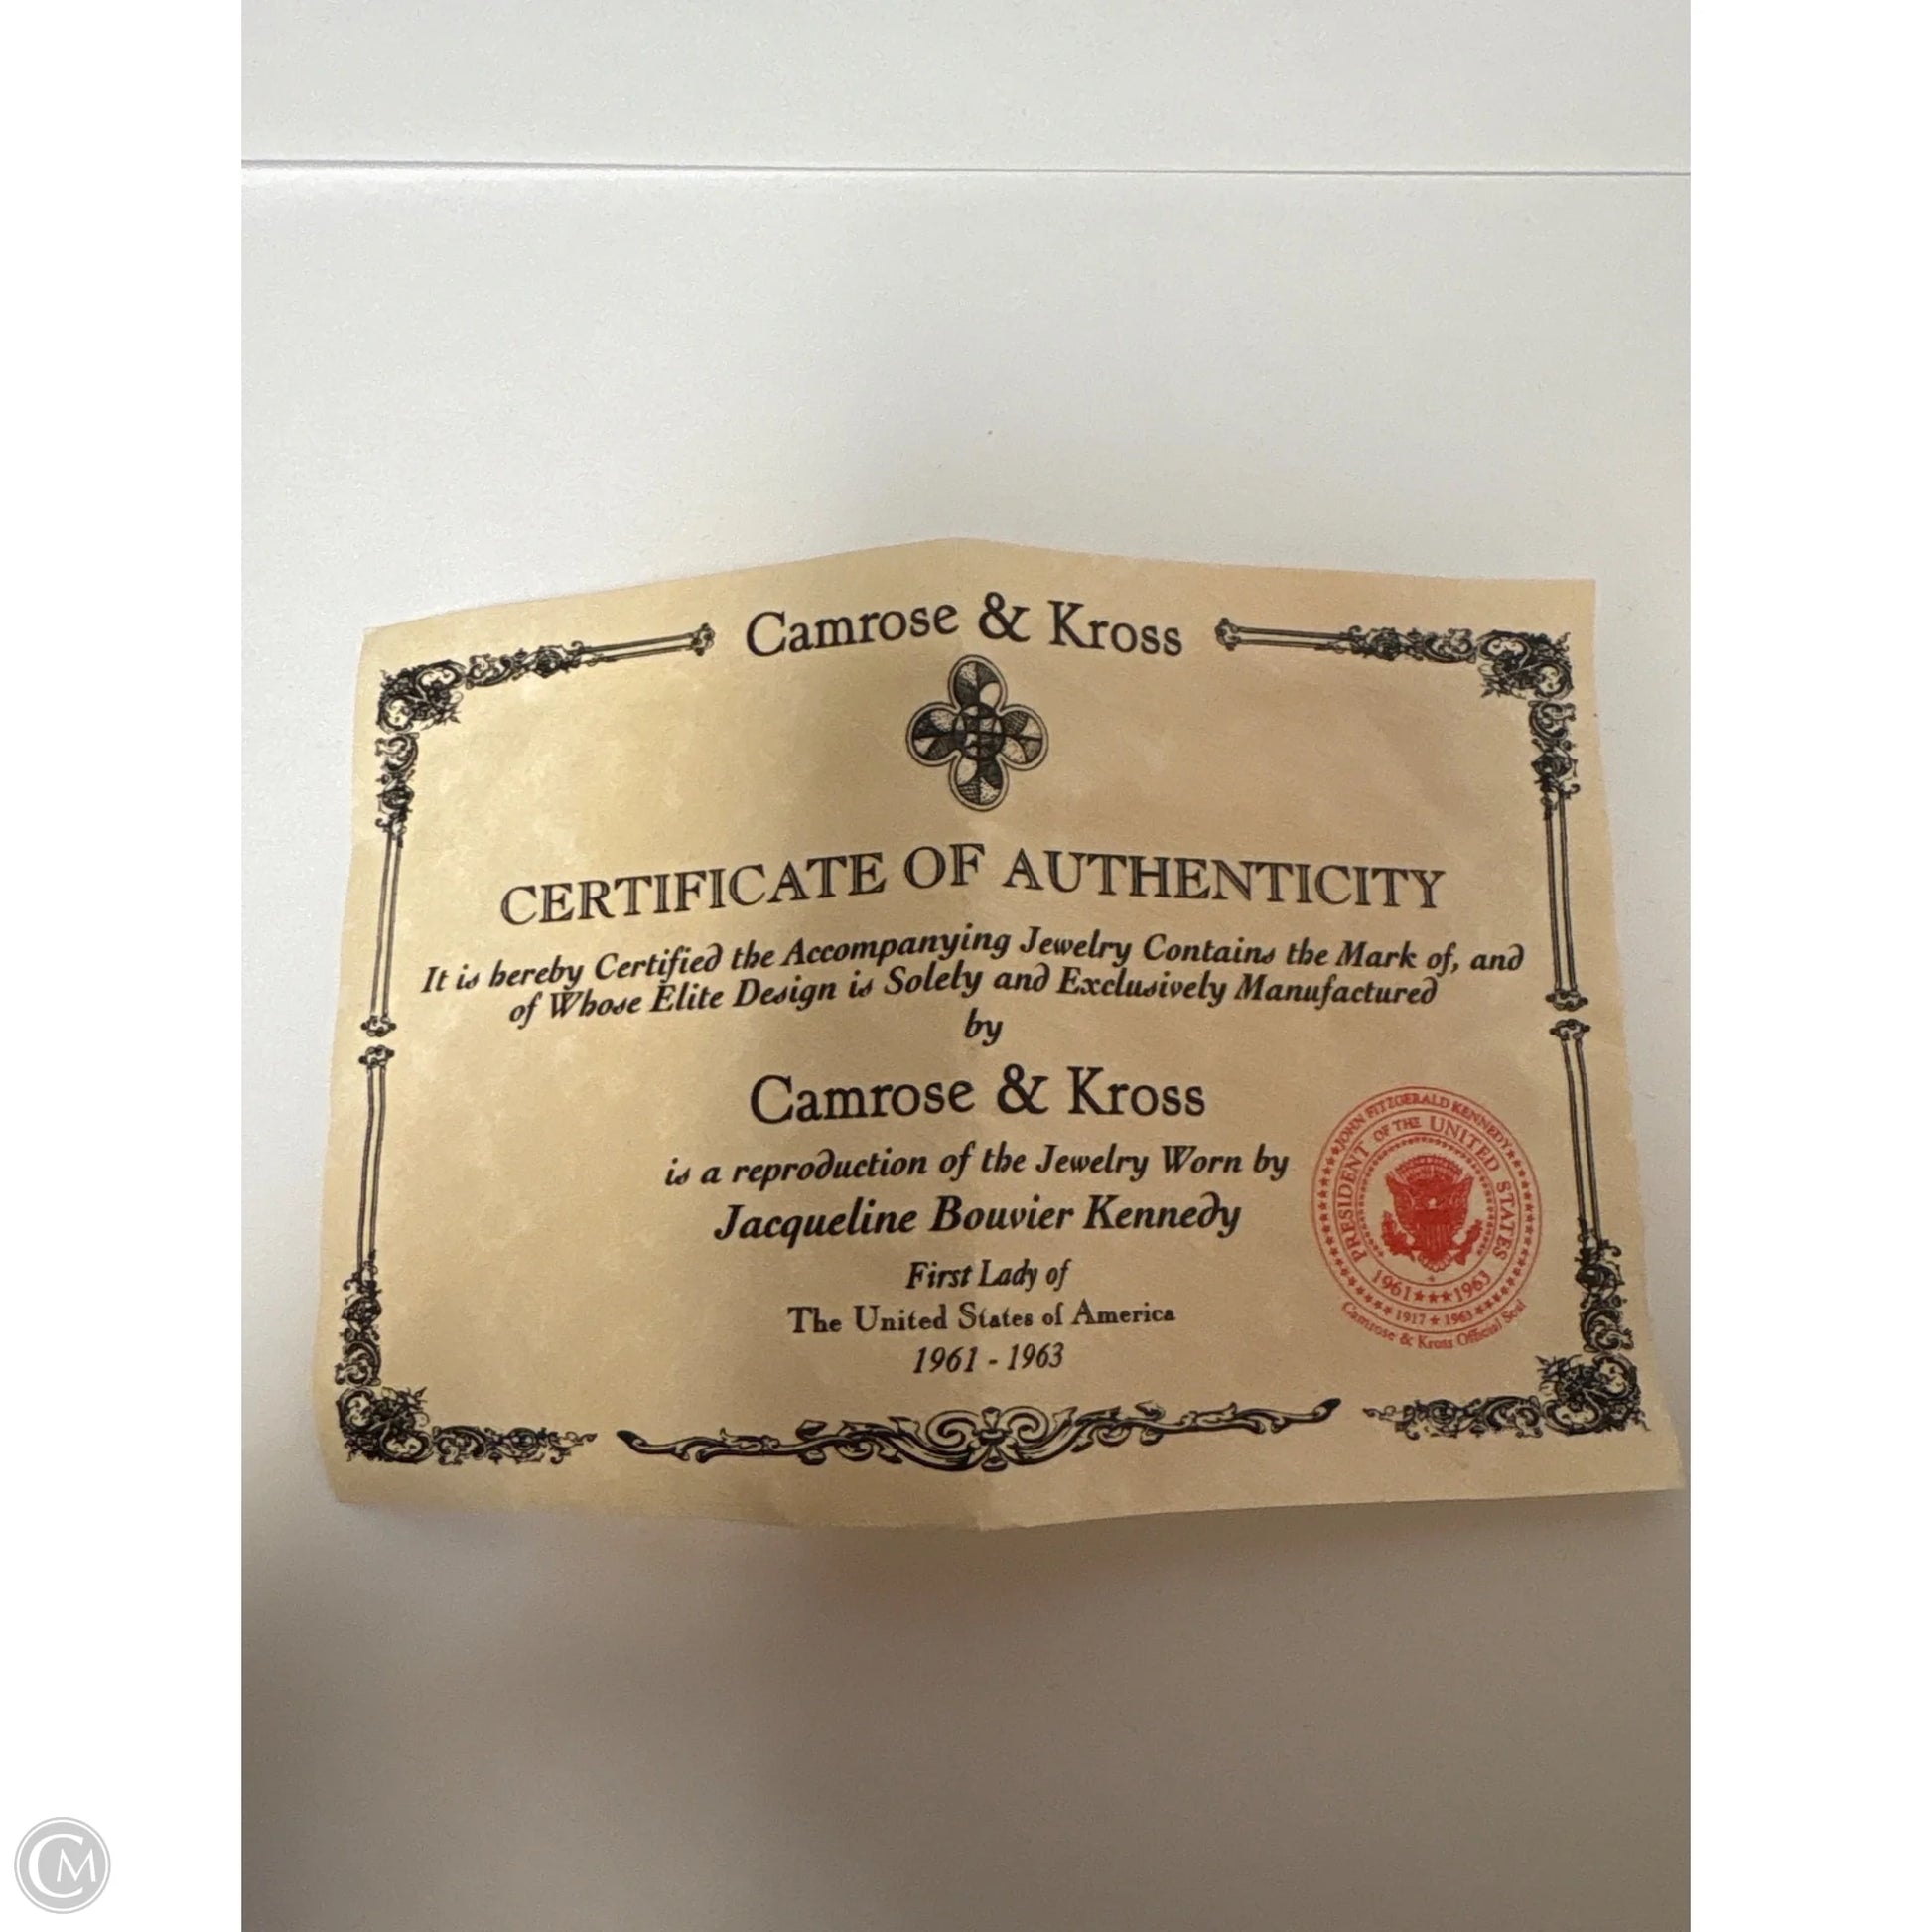 Camrose & Kross
CERTIFICATE OF AUTHENTICITY
It is hereby Certified the Accompanying Jewelry Contains the Mark of, and
of Whose Elite Design is Solely and Exclusively Manufactured
by
Camrose & Kross
is a reproduction of the Jewelry Worn by
Jacqueline Bouvier Kennedy
First Lady of
The United States of America
1961 - 1963
JOHN FITZGERALD KENNEDY
PRESIDENT OF THE UNITED STATES
1961 ★★★ 1963
1917 ★ 1963
Camrose & Kross Official Seal
CM